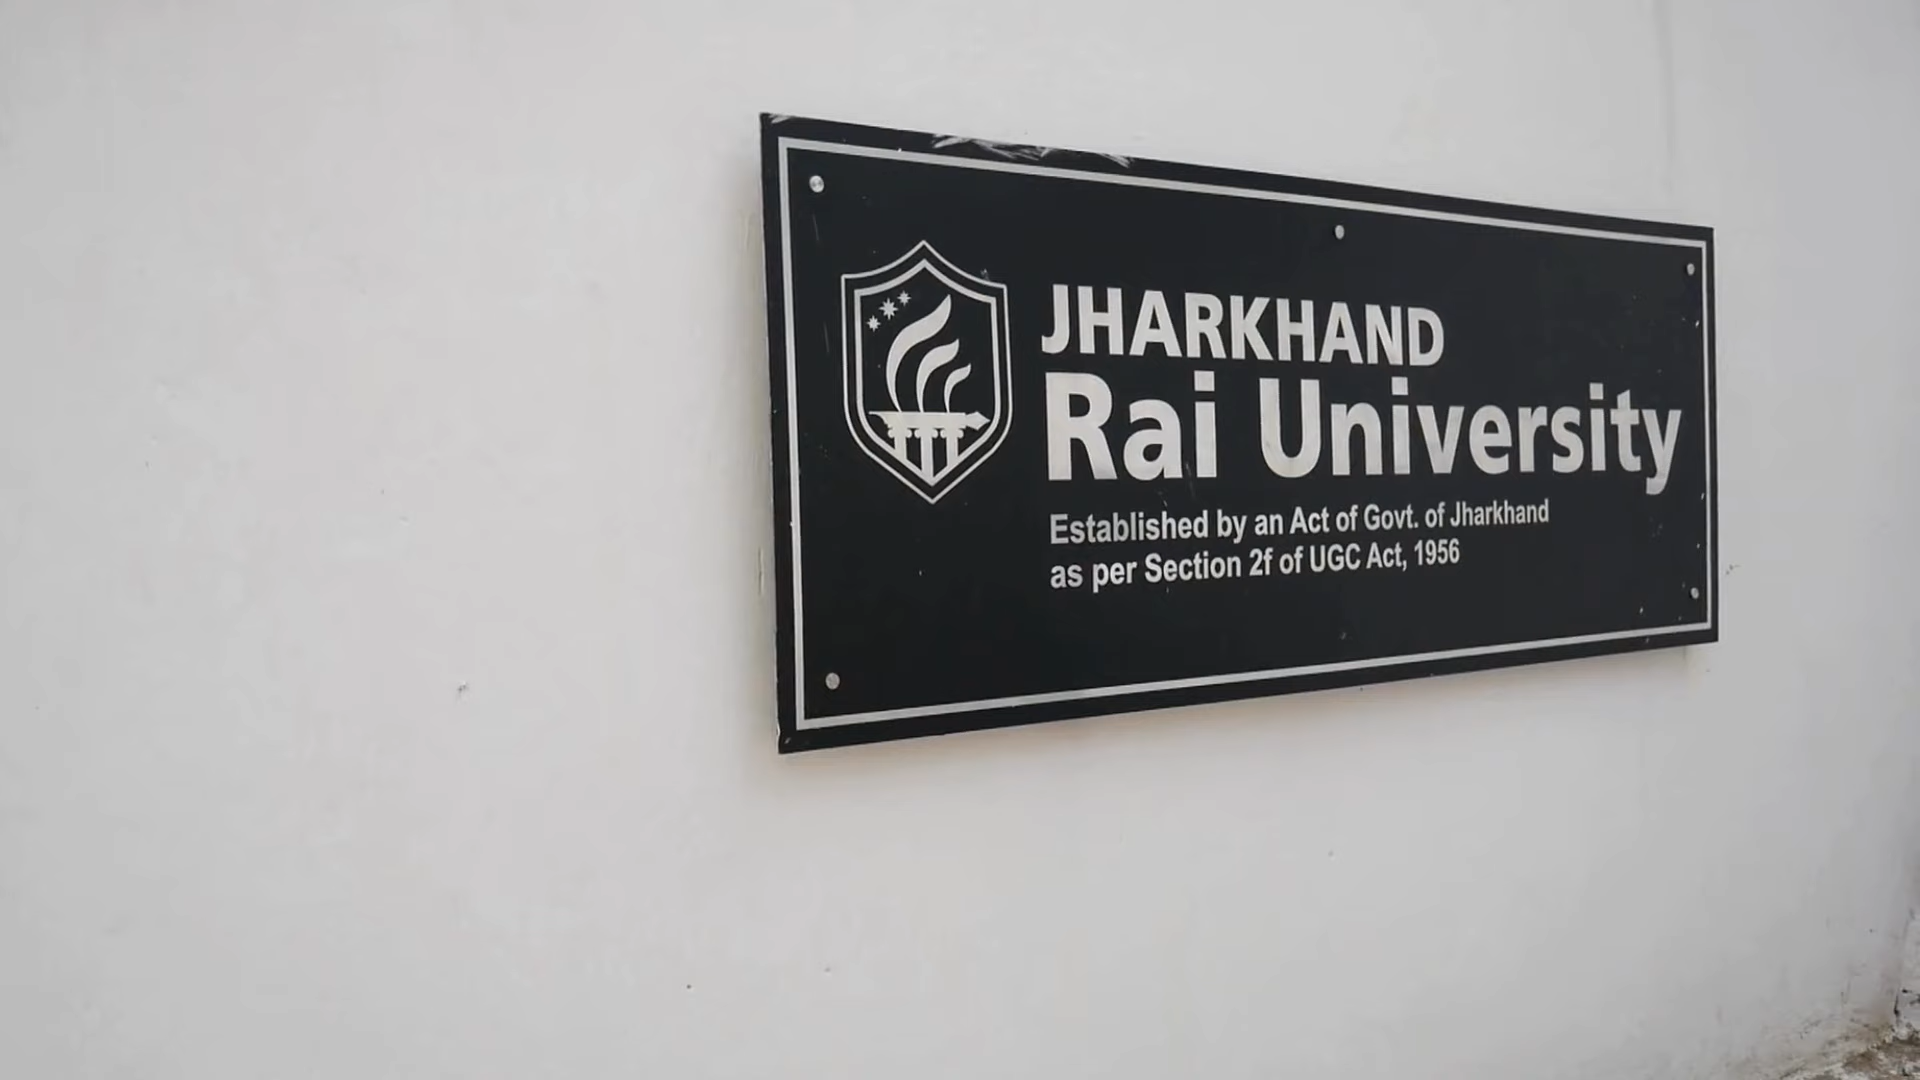 JHARKHAND
Rai University
Established by an Act of Govt. of Jharkhand
as per Section 2f of UGC Act, 1956